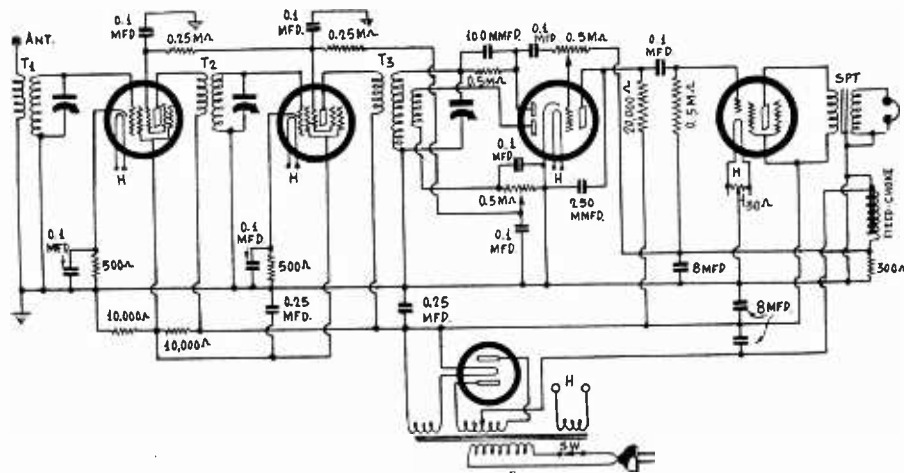 ANT.
T1
0.1 MFD
0.25MΩ
T2
0.1 MFD.
0.25MΩ
T3
100MMFD.
0.1 MFD
0.5MΩ
0.5MΩ
0.1 MFD
20,000Ω
0.5MΩ
SPT
H
H
H
H
0.1 MFD.
0.5MΩ
250 MMFD.
0.1 MFD
30Ω
FIELD-CHOKE
0.1 MFD
500Ω
0.1 MFD
500Ω
8MFD
300Ω
0.25 MFD.
0.25 MFD.
8MFD.
10,000Ω
10,000Ω
H
SW